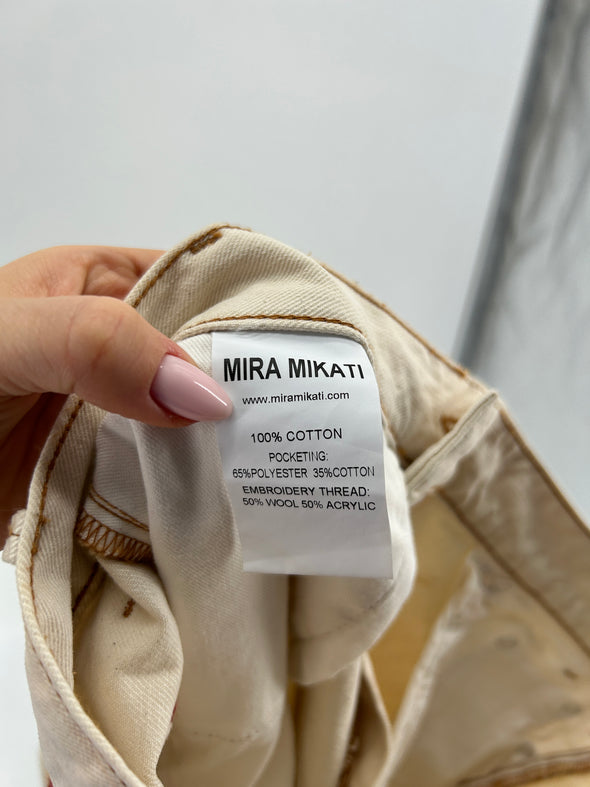 MIRA MIKATI
www.miramikati.com
100% COTTON
POCKETING:
65%POLYESTER 35%COTTON
EMBROIDERY THREAD:
50% WOOL 50% ACRYLIC